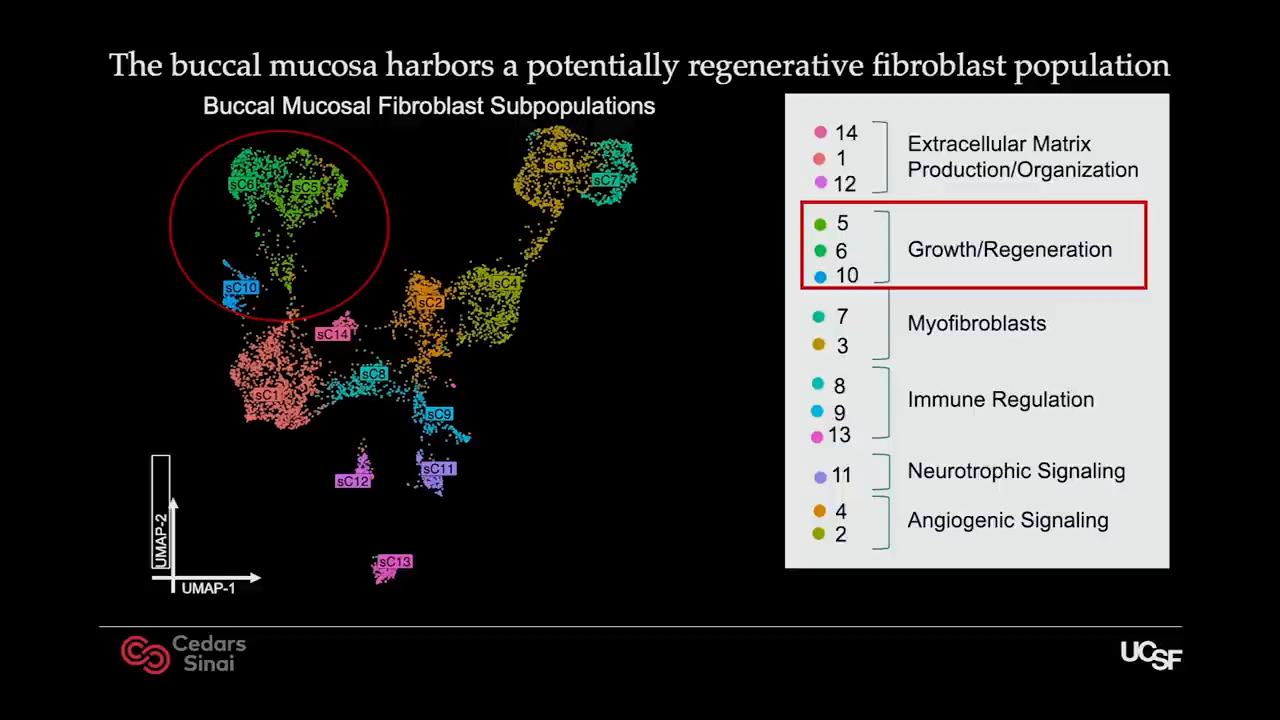 The buccal mucosa harbors a potentially regenerative fibroblast population
Buccal Mucosal Fibroblast Subpopulations
sC6
sC5
sC3
sC7
sC10
sC4
sC2
sC14
sC8
sC1
sC9
sC11
sC12
sC13
UMAP-2
UMAP-1
14
1
12
Extracellular Matrix
Production/Organization
5
6
10
Growth/Regeneration
7
3
Myofibroblasts
8
9
13
Immune Regulation
11
Neurotrophic Signaling
4
2
Angiogenic Signaling
Cedars
Sinai
UCSF